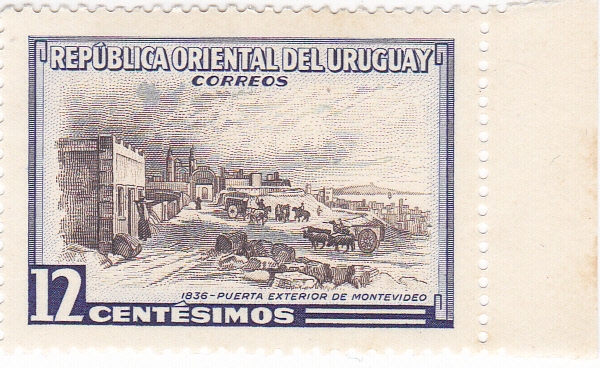 REPÚBLICA ORIENTAL DEL URUGUAY
CORREOS
1836-PUERTA EXTERIOR DE MONTEVIDEO
12 CENTÉSIMOS